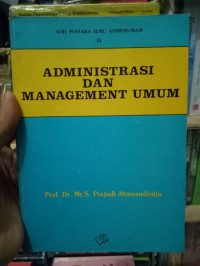 SERI PUSTAKA ILMU ADMINISTRASI
II
ADMINISTRASI
DAN
MANAGEMENT UMUM
Prof. Dr. Mr. S. Prajudi Atmosudirdjo